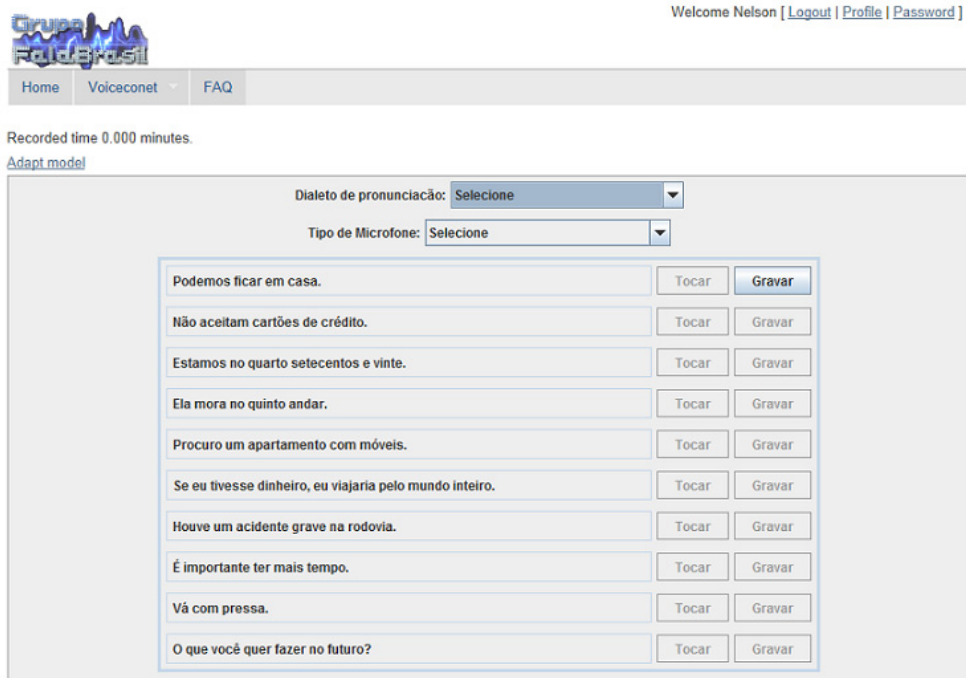 Welcome Nelson [ Logout | Profile | Password ]
Grupo
FalaBrasil
Home Voiceconet FAQ
Recorded time 0.000 minutes.
Adapt model
Dialeto de pronunciacão: Selecione
Tipo de Microfone: Selecione
Podemos ficar em casa. Tocar Gravar
Não aceitam cartões de crédito. Tocar Gravar
Estamos no quarto setecentos e vinte. Tocar Gravar
Ela mora no quinto andar. Tocar Gravar
Procuro um apartamento com móveis. Tocar Gravar
Se eu tivesse dinheiro, eu viajaria pelo mundo inteiro. Tocar Gravar
Houve um acidente grave na rodovia. Tocar Gravar
É importante ter mais tempo. Tocar Gravar
Vá com pressa. Tocar Gravar
O que você quer fazer no futuro? Tocar Gravar